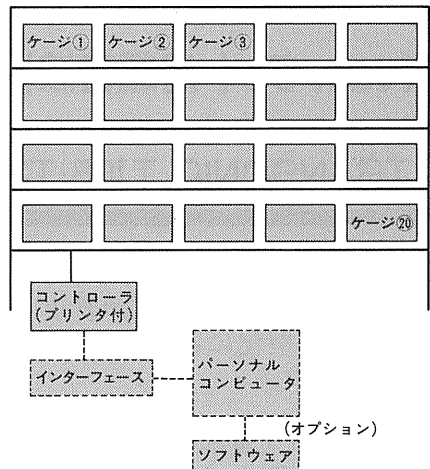 ケージ①
ケージ②
ケージ③
ケージ⑳
コントローラ
(プリンタ付)
インターフェース
パーソナル
コンピュータ
(オプション)
ソフトウェア